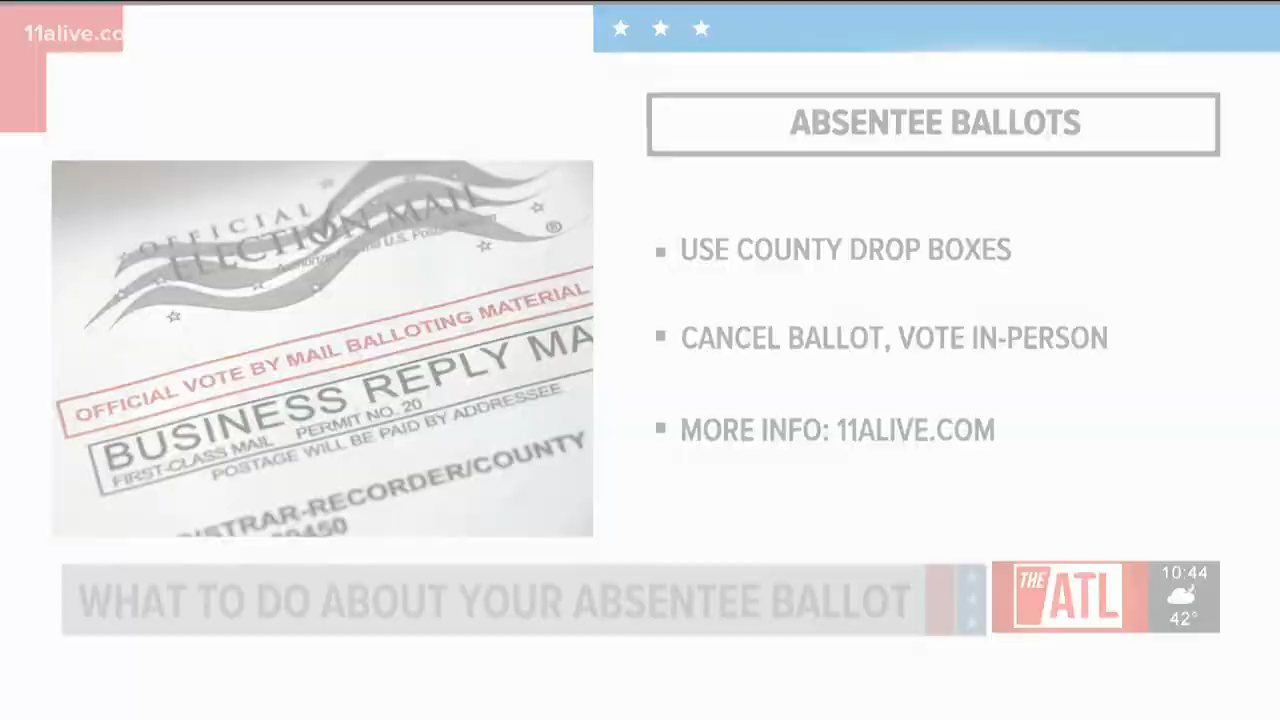 11alive.co
ABSENTEE BALLOTS
OFFICIAL
ELECTION MAIL
Authorized U.S.
®
OFFICIAL VOTE BY MAIL BALLOTING MATERIAL
BUSINESS REPLY MA
FIRST-CLASS MAIL PERMIT NO. 20
POSTAGE WILL BE PAID BY ADDRESSEE
ISTRAR-RECORDER/COUNTY
USE COUNTY DROP BOXES
CANCEL BALLOT, VOTE IN-PERSON
MORE INFO: 11ALIVE.COM
WHAT TO DO ABOUT YOUR ABSENTEE BALLOT
THE ATL
10:44
42°